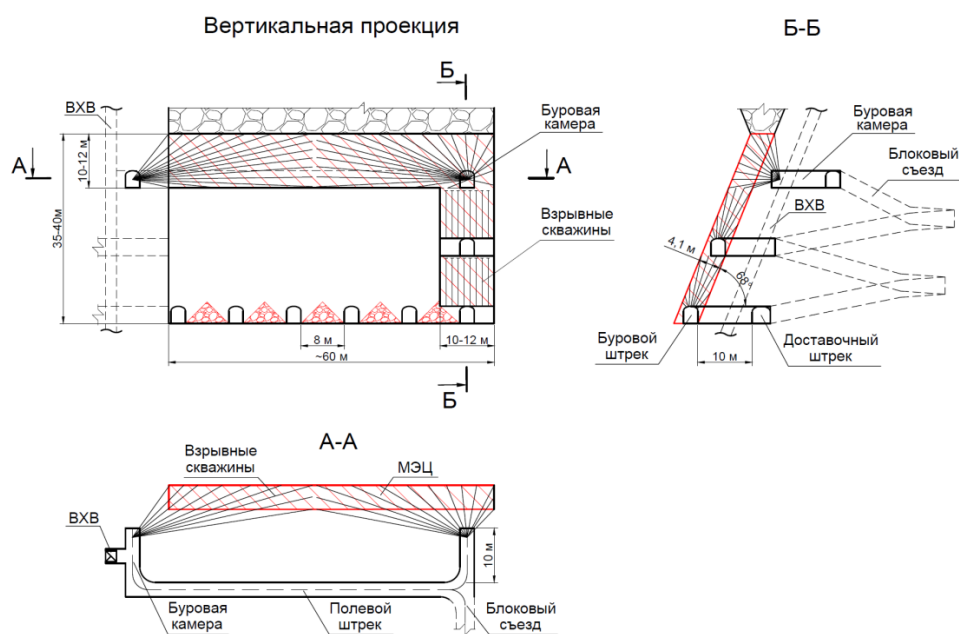 Вертикальная проекция
Б-Б
Б
ВХВ
Буровая
камера
А
А
10-12 м
35-40м
Взрывные
скважины
8 м
10-12 м
~60 м
Б
Буровая
камера
Блоковый
съезд
ВХВ
4,1 м
68°
Буровой
штрек
Доставочный
штрек
10 м
А-А
Взрывные
скважины
МЭЦ
ВХВ
10 м
Буровая
камера
Полевой
штрек
Блоковый
съезд